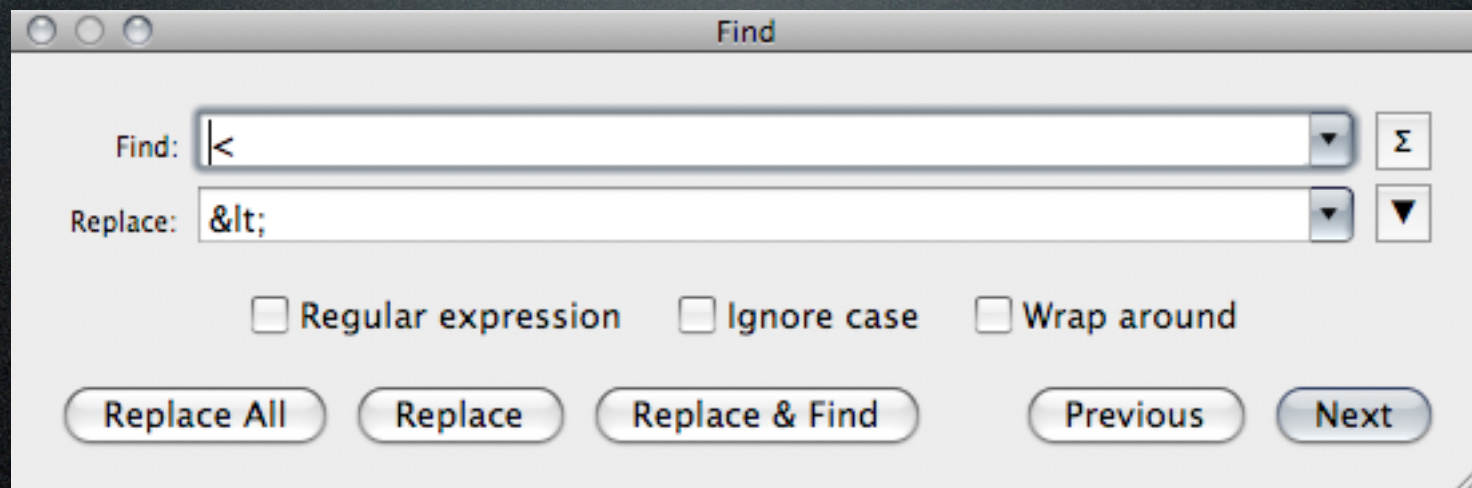 Find
Find: <
Σ
Replace: &lt;
Regular expression Ignore case Wrap around
Replace All Replace Replace & Find Previous Next